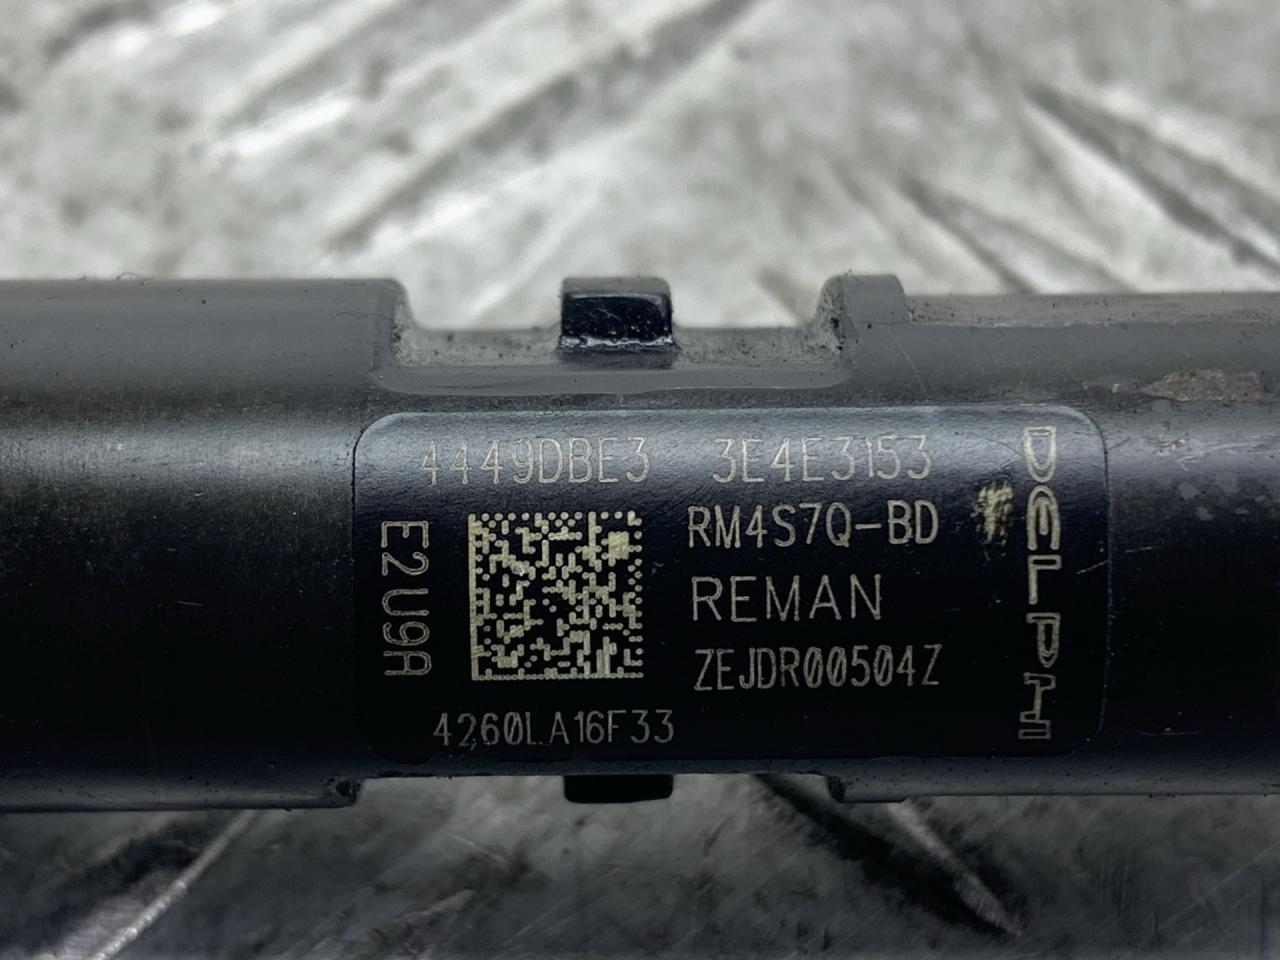 4449DBE3 3E4E3153
RM4S7Q-BD
REMAN
ZEJDR00504Z
4260LA16F33
E2U9A
DELPHI